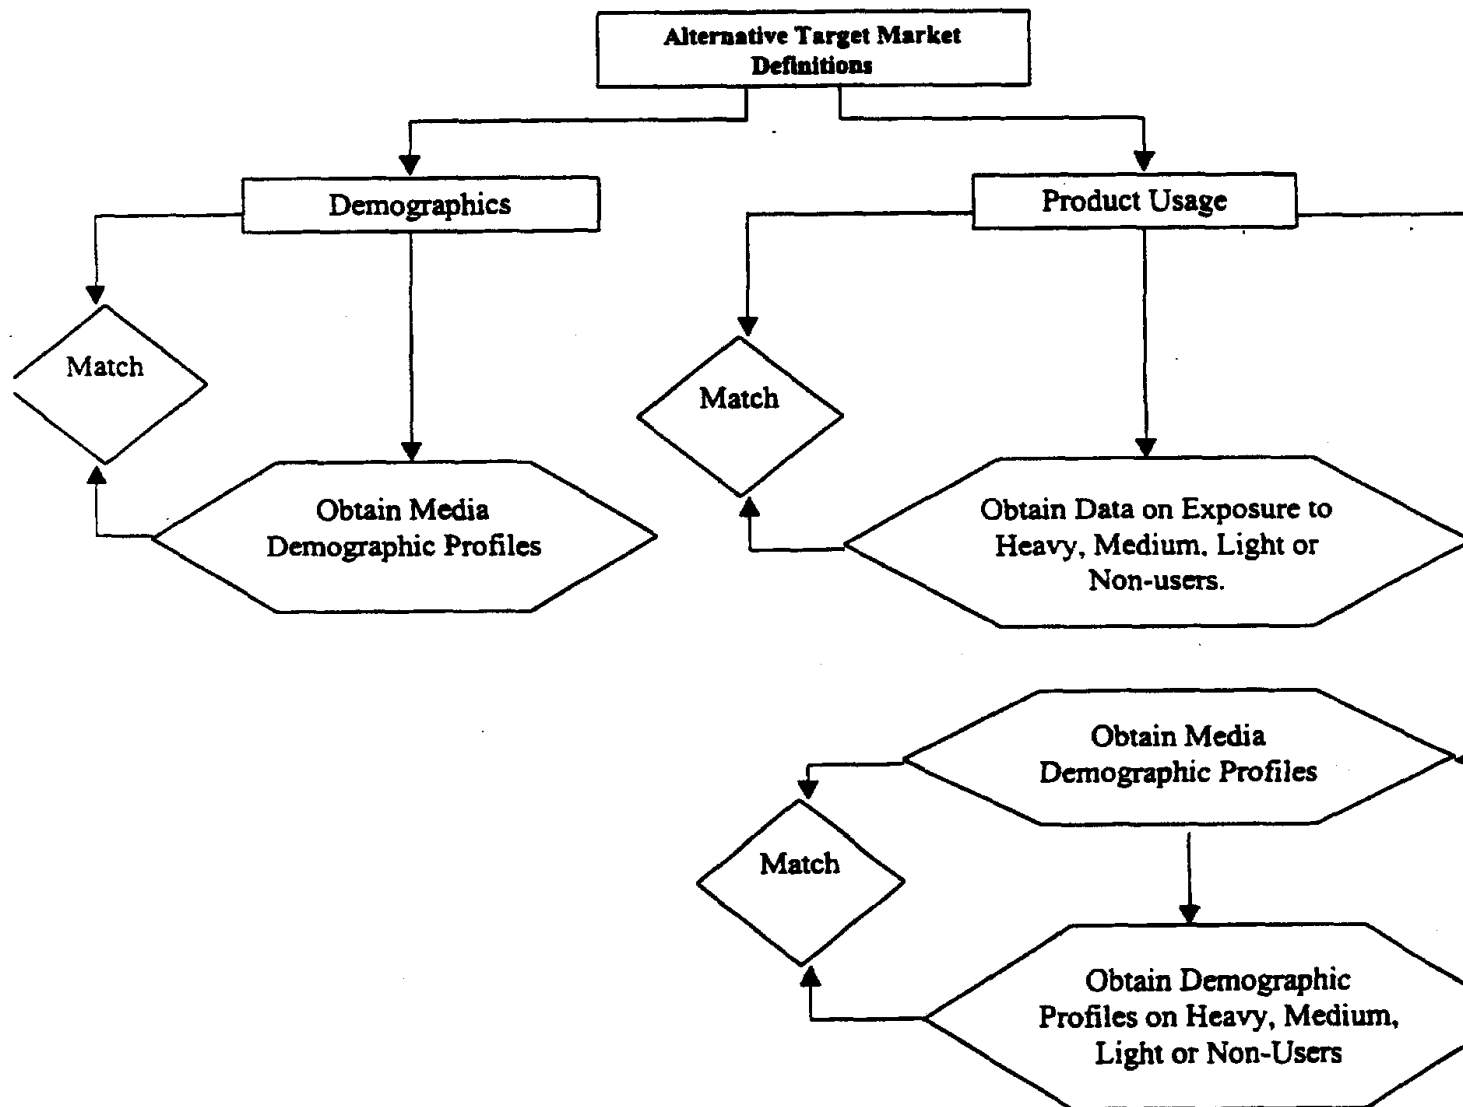 Alternative Target Market
Definitions
Demographics
Product Usage
Match
Match
Obtain Media
Demographic Profiles
Obtain Data on Exposure to
Heavy, Medium, Light or
Non-users.
Obtain Media
Demographic Profiles
Match
Obtain Demographic
Profiles on Heavy, Medium,
Light or Non-Users